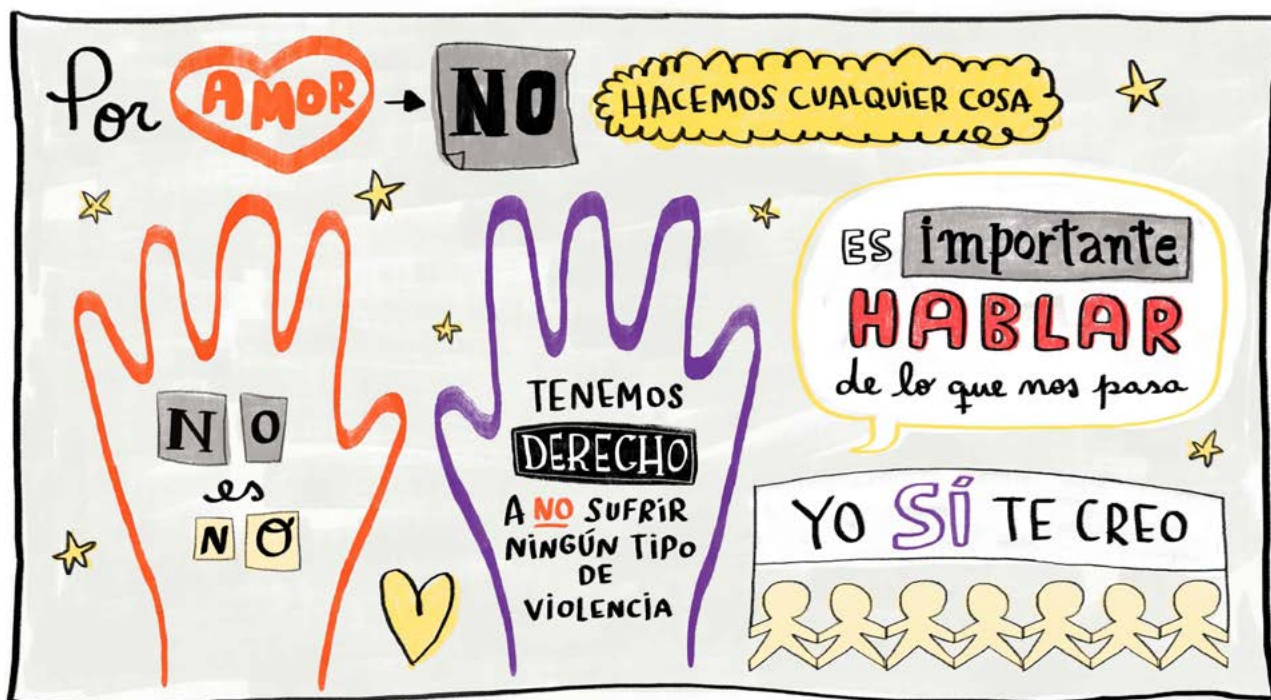 Por AMOR → NO HACEMOS CUALQUIER COSA
NO
es
NO
TENEMOS
DERECHO
A NO SUFRIR
NINGÚN TIPO
DE
VIOLENCIA
ES importante
HABLAR
de lo que nos pasa
YO SÍ TE CREO